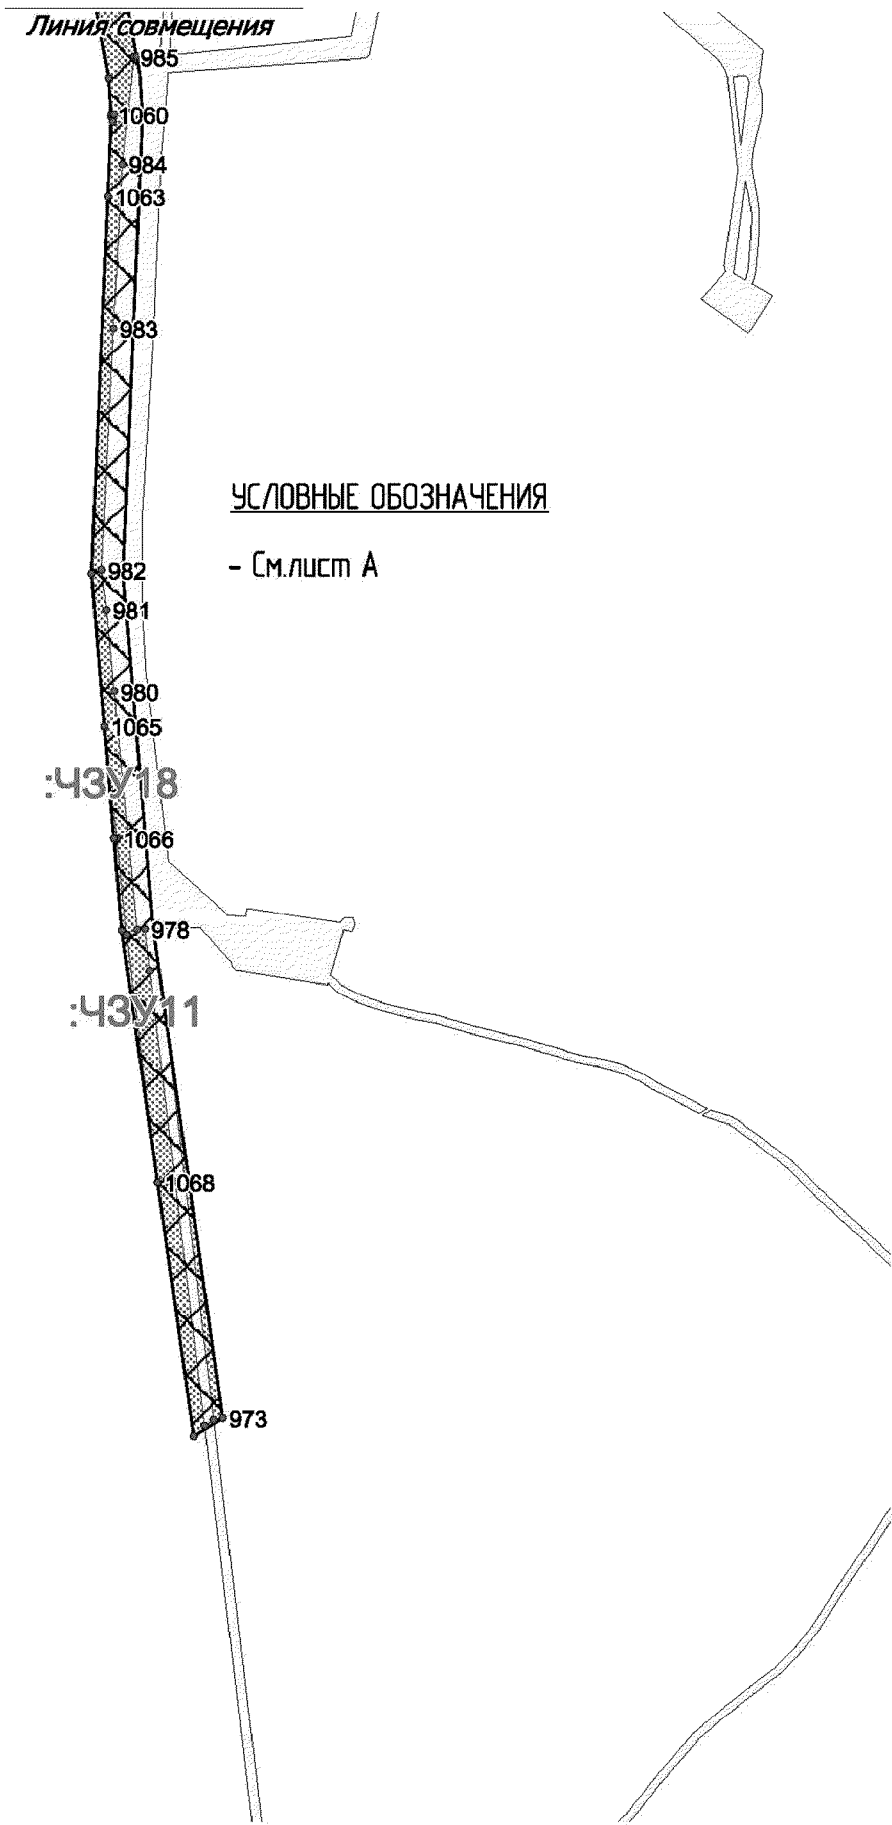 Линия совмещения
985
1060
984
1063
983
УСЛОВНЫЕ ОБОЗНАЧЕНИЯ
- См.лист А
982
981
980
1065
:ЧЗУ18
1066
978
:ЧЗУ11
1068
973